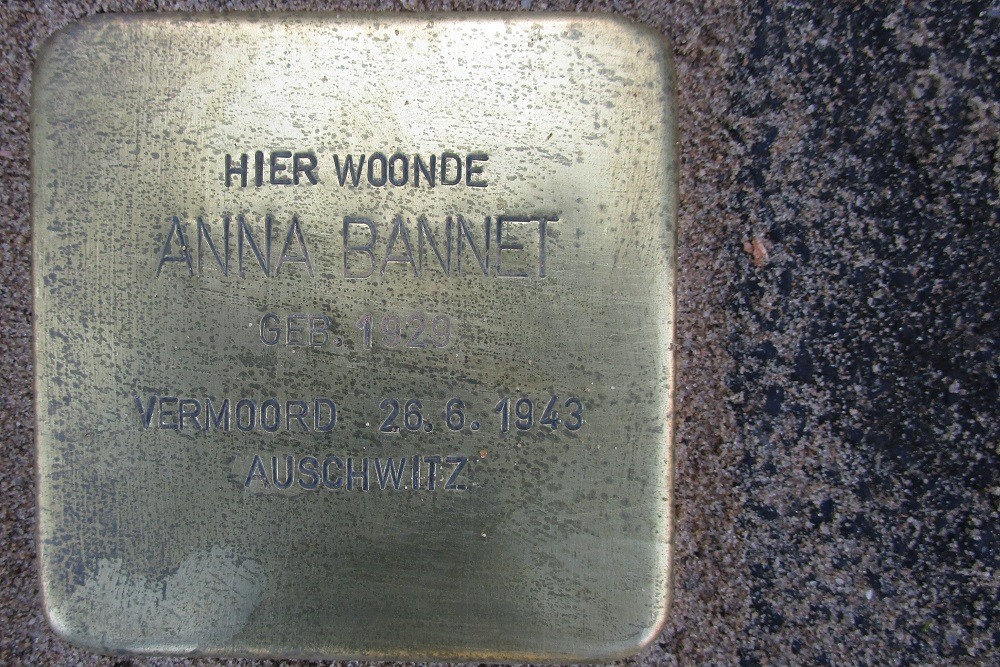 HIER WOONDE
ANNA BANNET
GEB. 1929
VERMOORD 26.6.1943
AUSCHWITZ